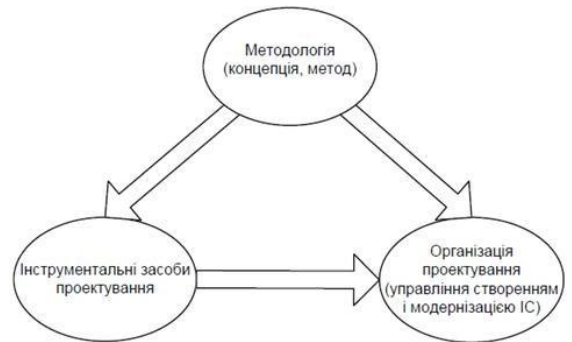 Методологія
(концепція, метод)
Інструментальні засоби
проектування
Організація
проектування
(управління створенням
і модернізацією ІС)